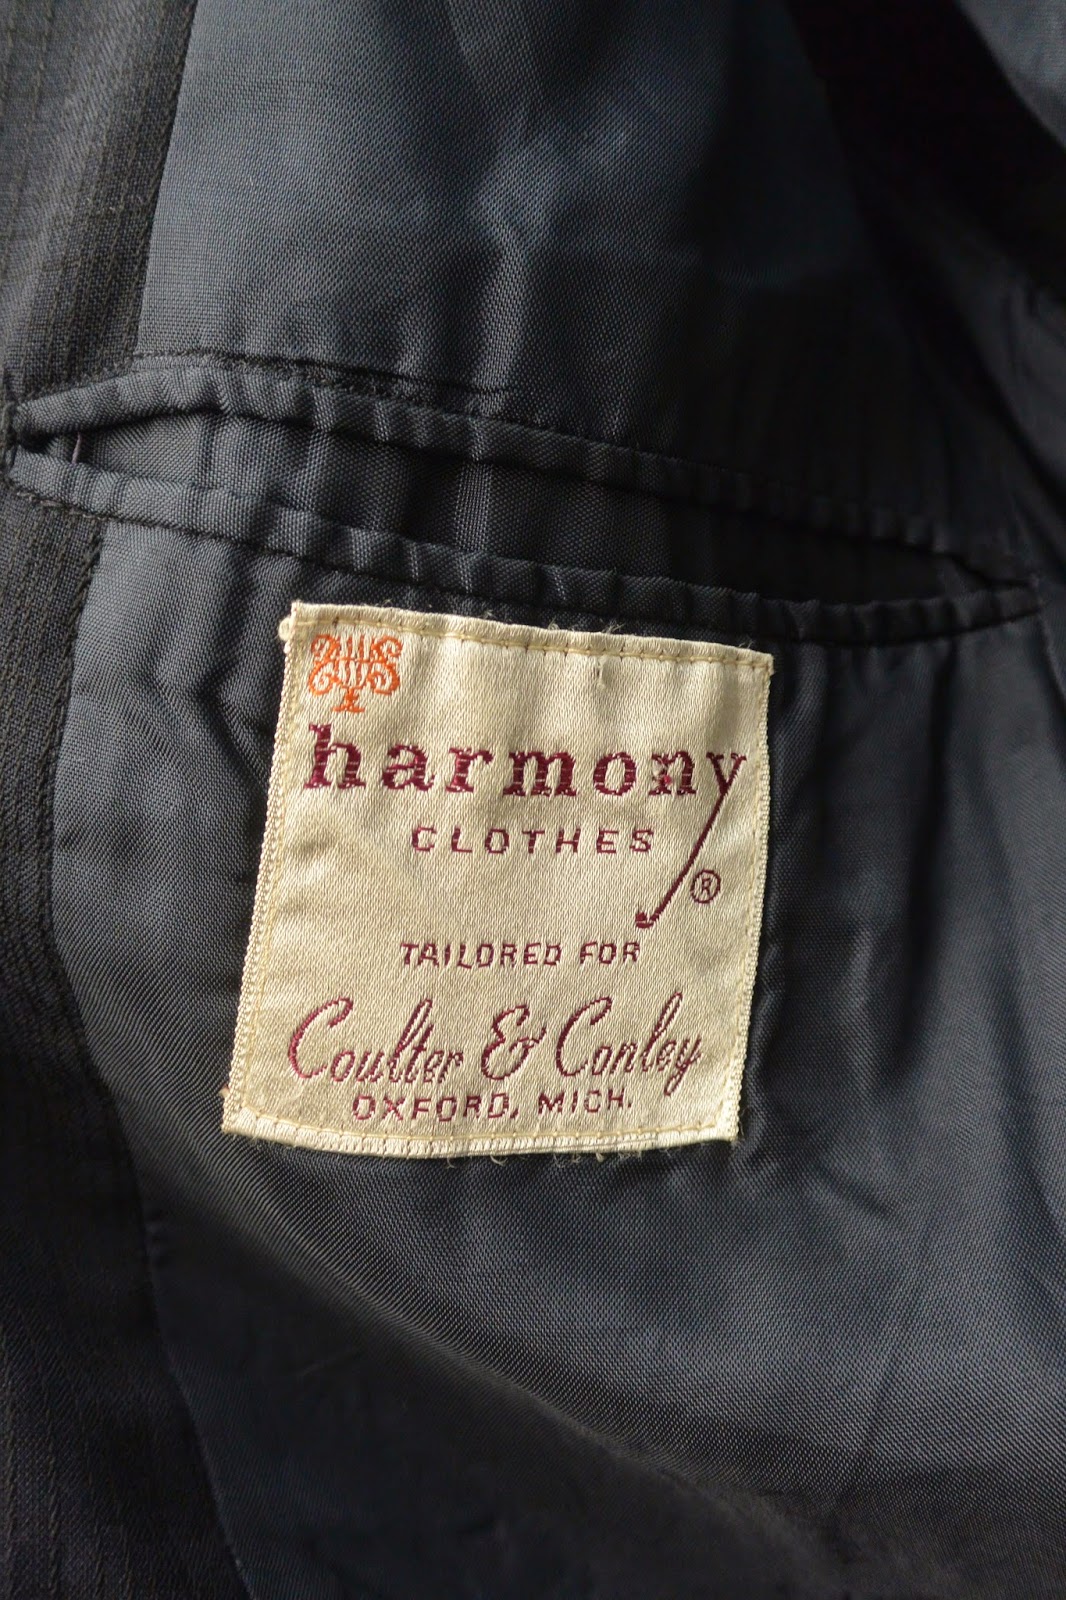 harmony
CLOTHES
®
TAILORED FOR
Coulter & Conley
OXFORD, MICH.